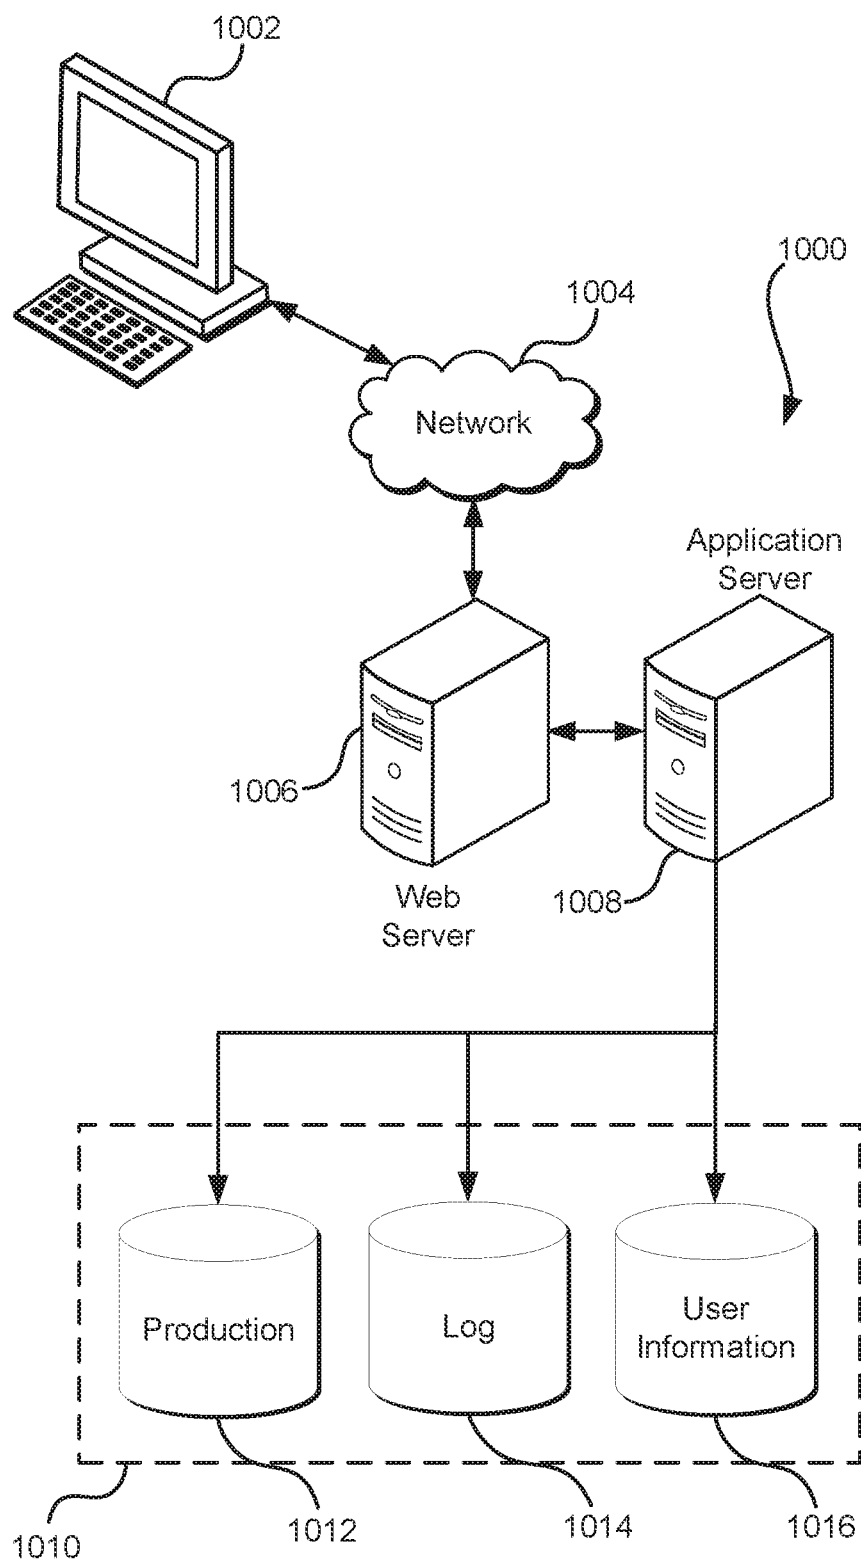 1002
1000
1004
Network
Application
Server
1006
Web
Server
1008
Production
Log
User
Information
1010
1012
1014
1016